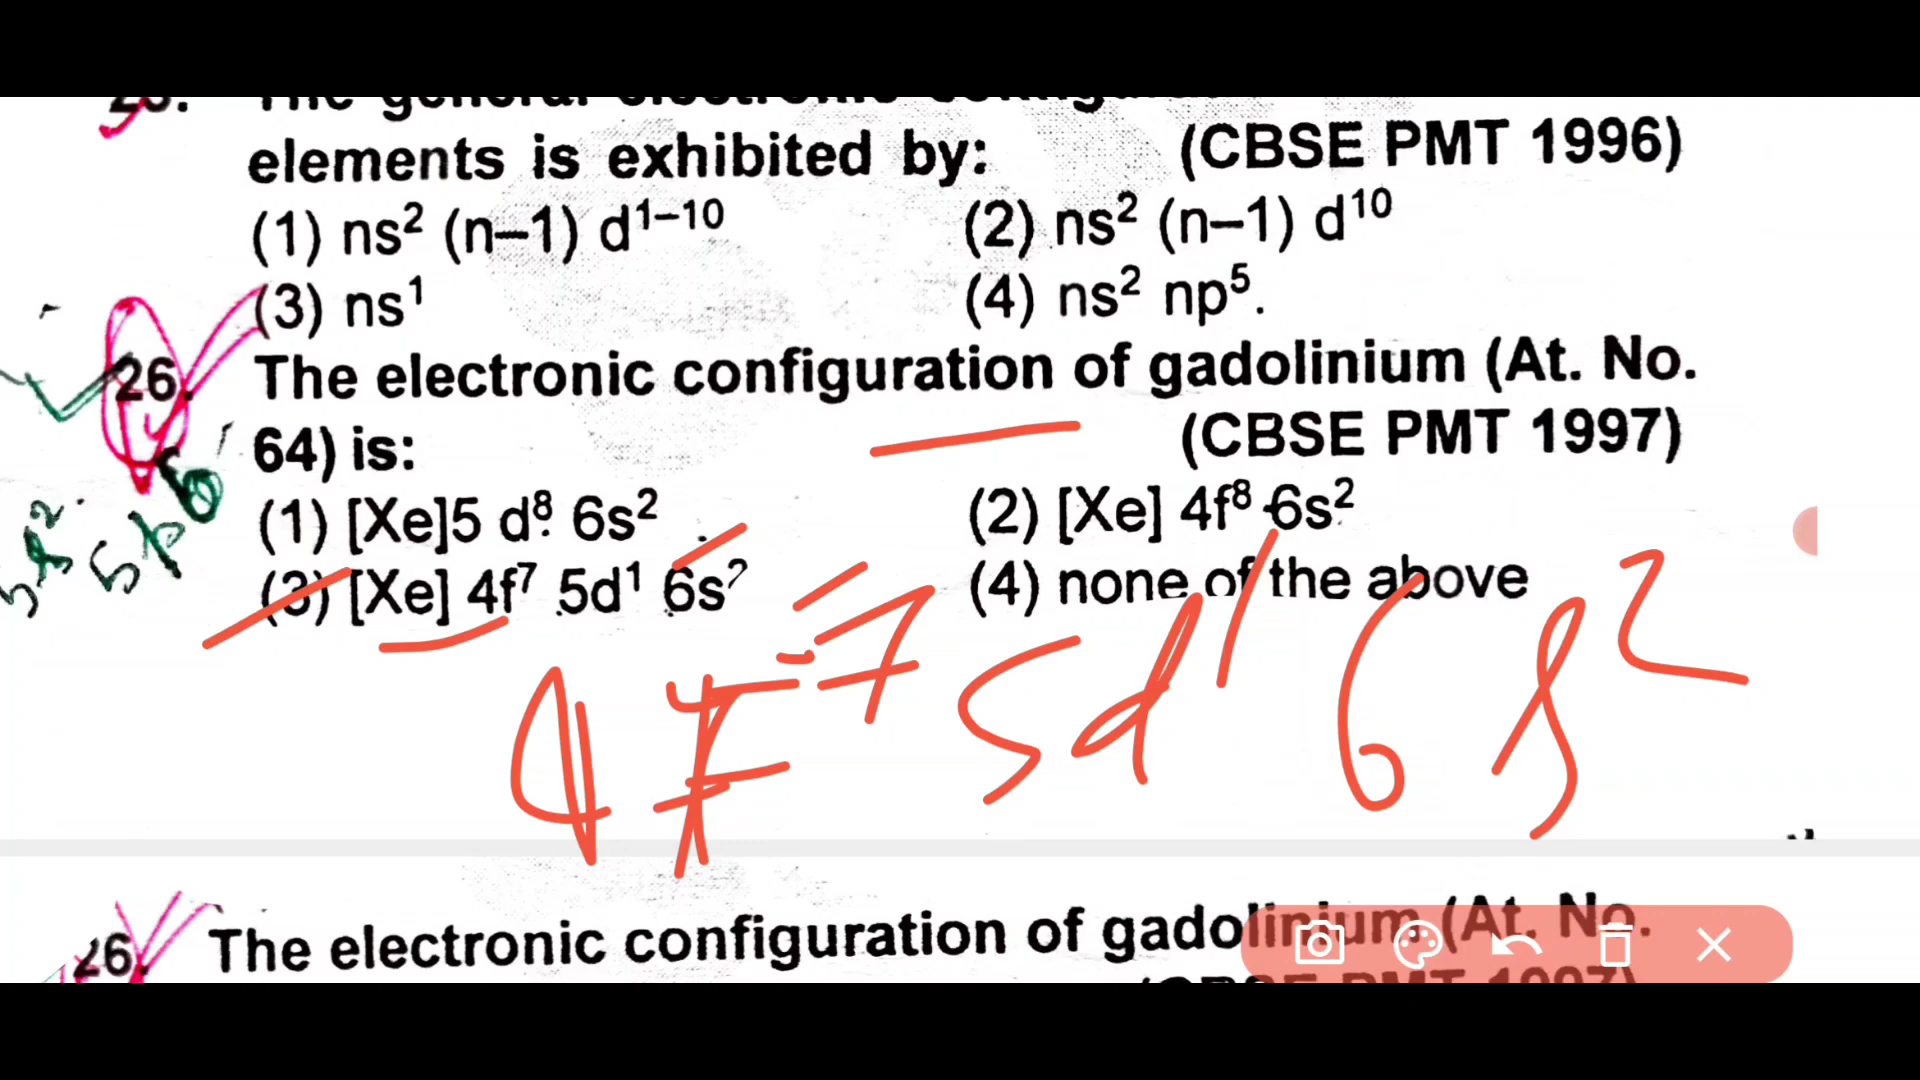 elements is exhibited by: (CBSE PMT 1996)
(1) ns² (n–1) d¹⁻¹⁰ (2) ns² (n–1) d¹⁰
(3) ns¹ (4) ns² np⁵.
26. The electronic configuration of gadolinium (At. No.
64) is: (CBSE PMT 1997)
(1) [Xe]5 d⁸ 6s² (2) [Xe] 4f⁸ 6s²
(3) [Xe] 4f⁷ 5d¹ 6s² (4) none of the above
4f⁷ 5d¹ 6s²
26. The electronic configuration of gadolinium (At. No.